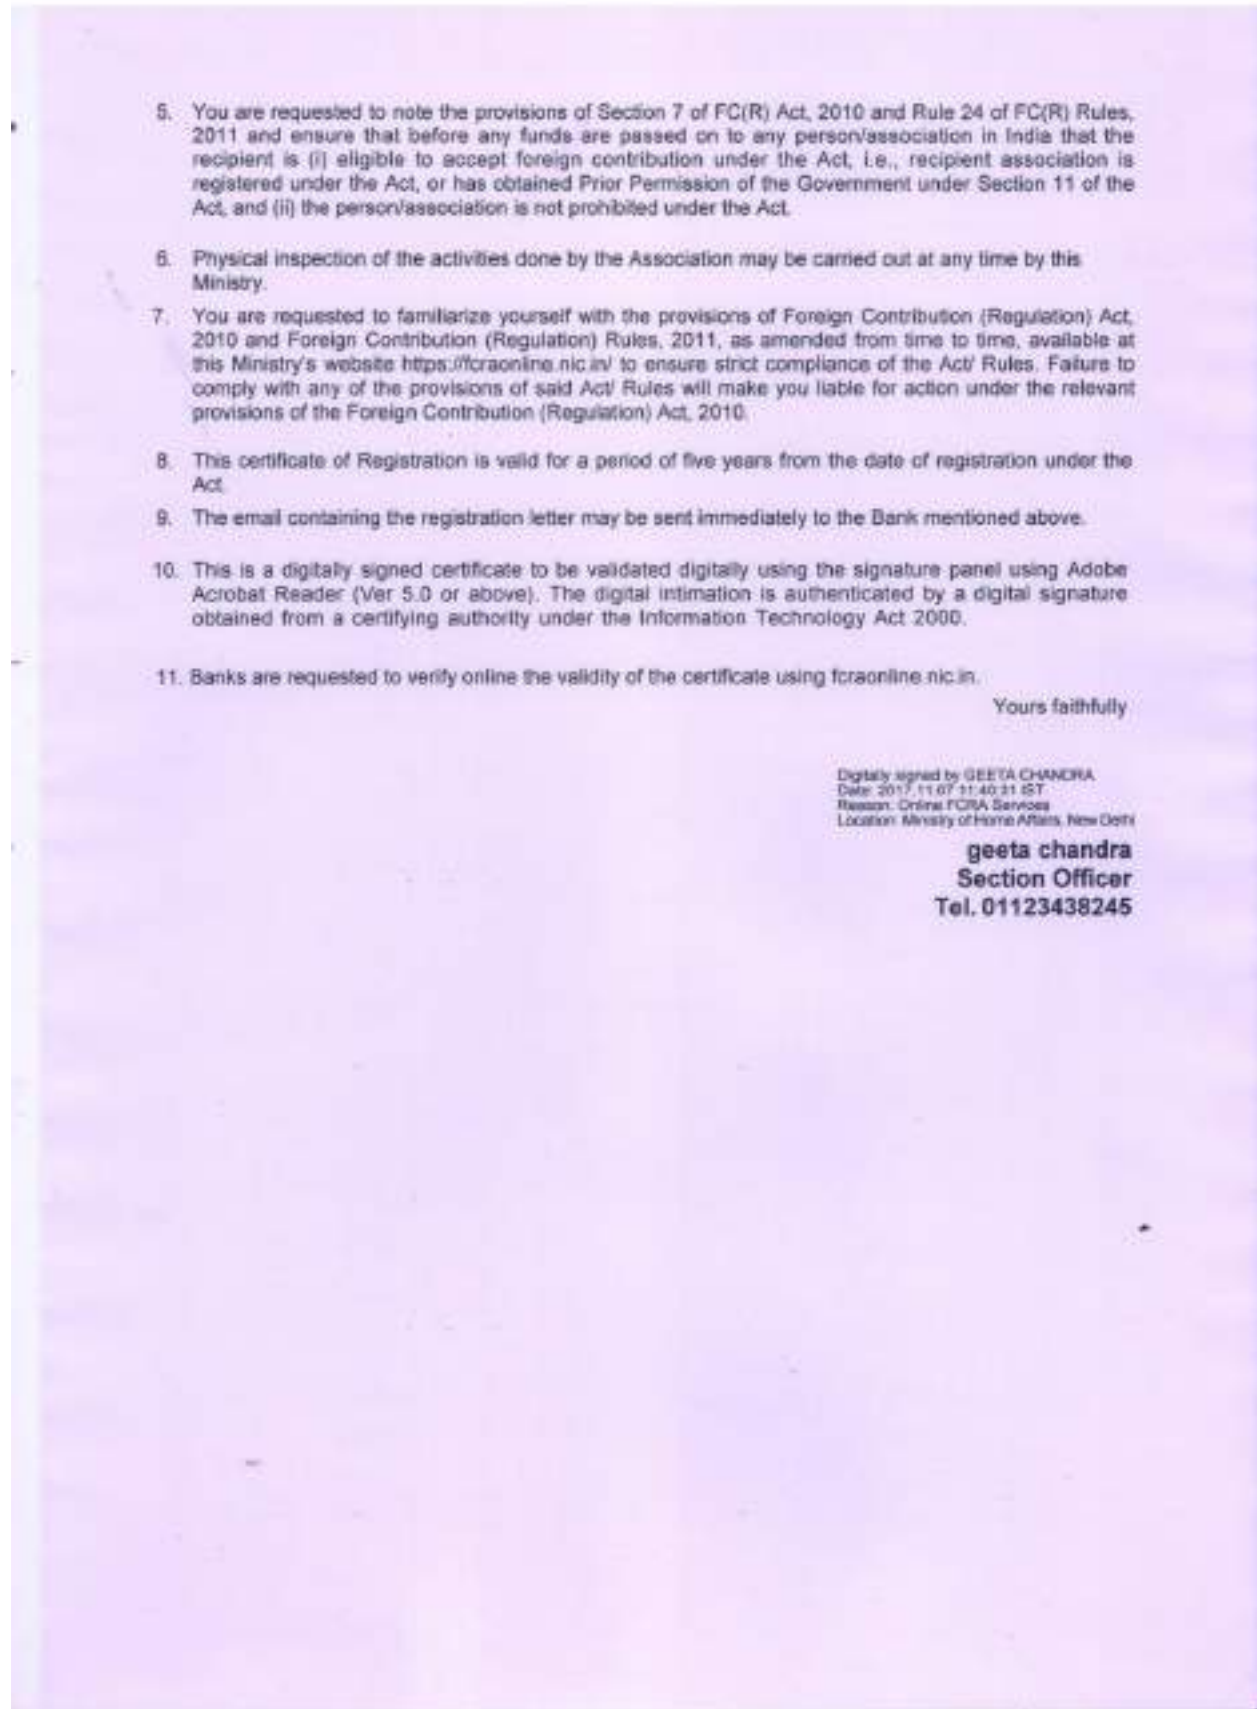 5. You are requested to note the provisions of Section 7 of FC(R) Act, 2010 and Rule 24 of FC(R) Rules,
2011 and ensure that before any funds are passed on to any person/association in India that the
recipient is (i) eligible to accept foreign contribution under the Act, i.e., recipient association is
registered under the Act, or has obtained Prior Permission of the Government under Section 11 of the
Act, and (ii) the person/association is not prohibited under the Act.
6. Physical inspection of the activities done by the Association may be carried out at any time by this
Ministry.
7. You are requested to familiarize yourself with the provisions of Foreign Contribution (Regulation) Act,
2010 and Foreign Contribution (Regulation) Rules, 2011, as amended from time to time, available at
this Ministry's website https://fcraonline.nic.in/ to ensure strict compliance of the Act/ Rules. Failure to
comply with any of the provisions of said Act/ Rules will make you liable for action under the relevant
provisions of the Foreign Contribution (Regulation) Act, 2010.
8. This certificate of Registration is valid for a period of five years from the date of registration under the
Act.
9. The email containing the registration letter may be sent immediately to the Bank mentioned above.
10. This is a digitally signed certificate to be validated digitally using the signature panel using Adobe
Acrobat Reader (Ver 5.0 or above). The digital intimation is authenticated by a digital signature
obtained from a certifying authority under the Information Technology Act 2000.
11. Banks are requested to verify online the validity of the certificate using fcraonline.nic.in.
Yours faithfully
Digitally signed by GEETA CHANDRA
Date: 2017.11.07 11:40:31 IST
Reason: Online FCRA Services
Location: Ministry of Home Affairs, New Delhi
geeta chandra
Section Officer
Tel. 01123438245